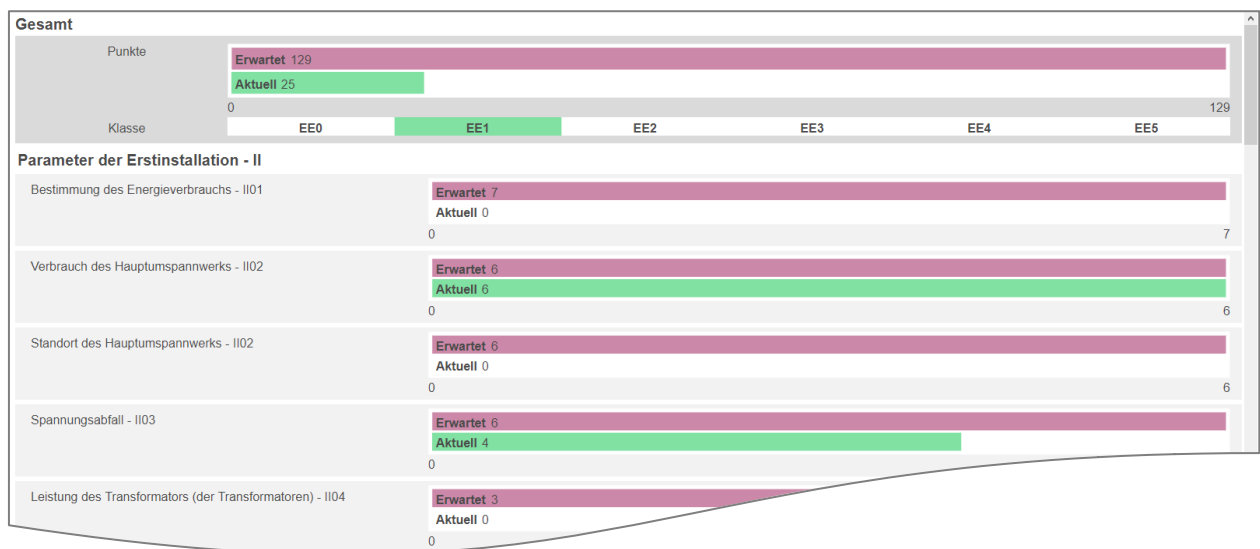 Gesamt
Punkte
Erwartet 129
Aktuell 25
0 129
Klasse EE0 EE1 EE2 EE3 EE4 EE5
Parameter der Erstinstallation - II
Bestimmung des Energieverbrauchs - II01
Erwartet 7
Aktuell 0
0 7
Verbrauch des Hauptumspannwerks - II02
Erwartet 6
Aktuell 6
0 6
Standort des Hauptumspannwerks - II02
Erwartet 6
Aktuell 0
0 6
Spannungsabfall - II03
Erwartet 6
Aktuell 4
0
Leistung des Transformators (der Transformatoren) - II04
Erwartet 3
Aktuell 0
0